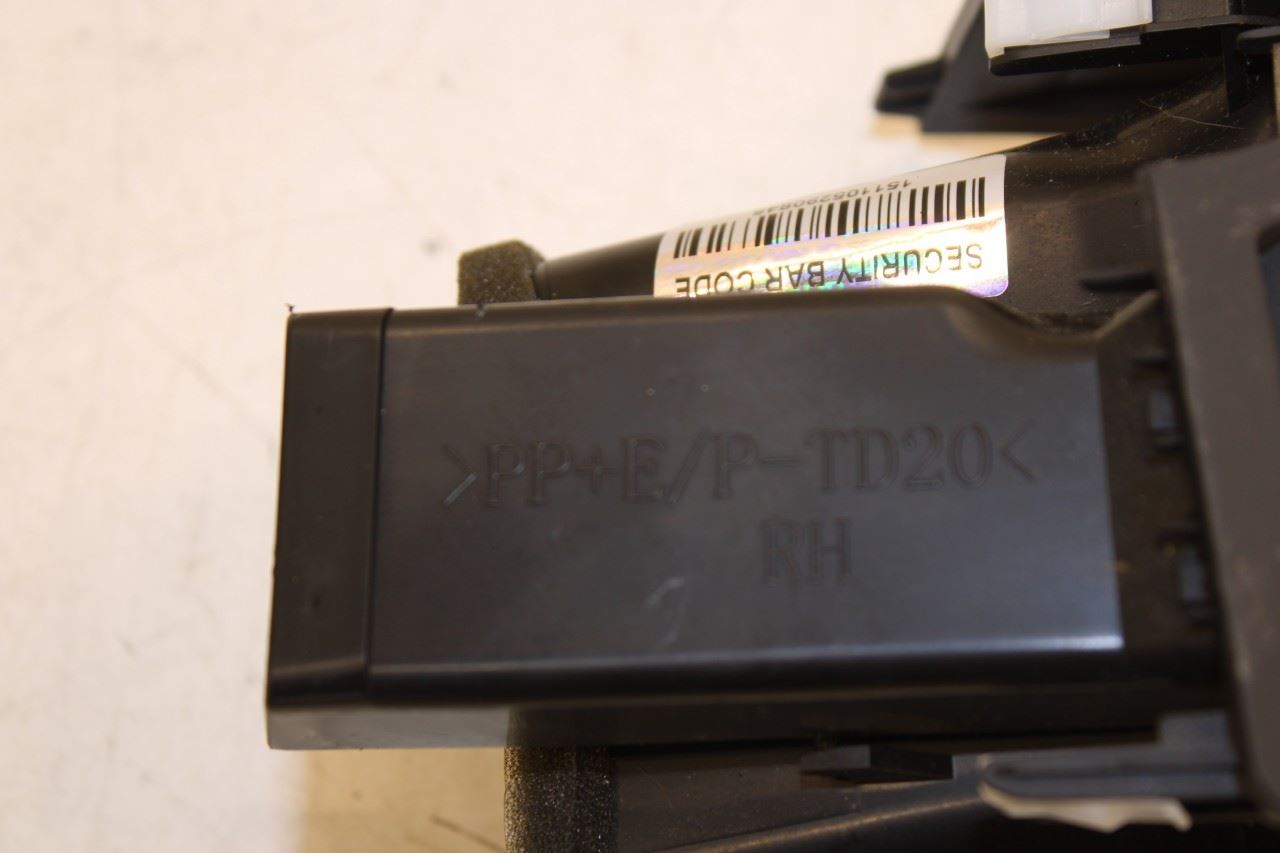 SECURITY BAR CODE
>PP+E/P-TD20<
RH